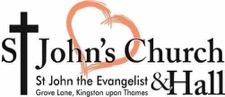 St John's Church
St John the Evangelist
Grove Lane, Kingston upon Thames
& Hall